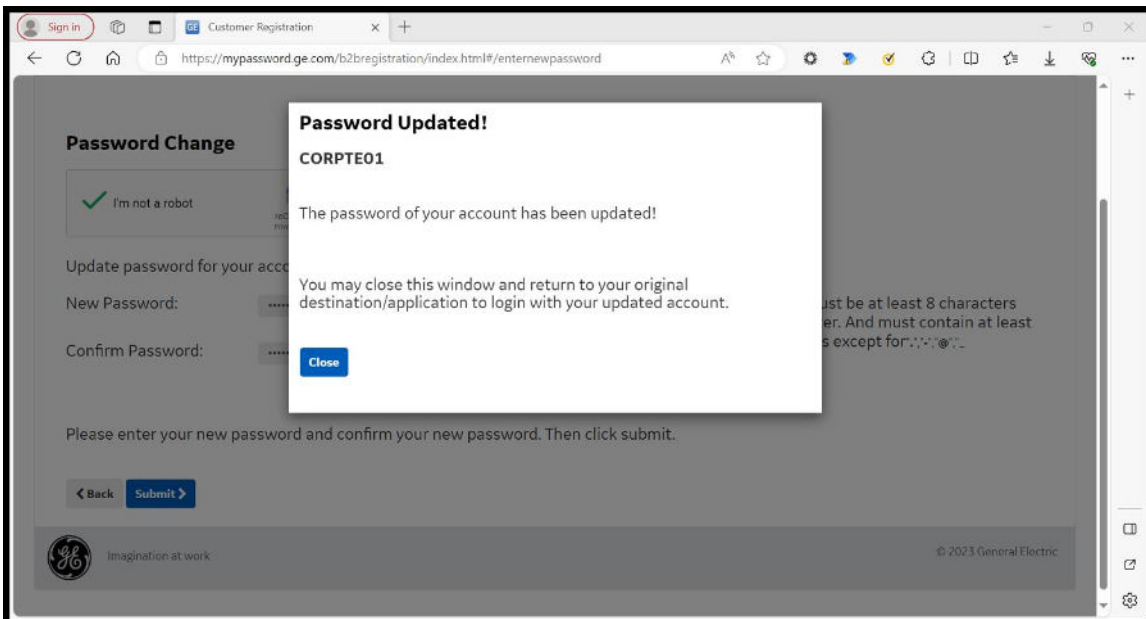 Sign in
Customer Registration
https://mypassword.ge.com/b2bregistration/index.html#/enternewpassword
Password Updated!
CORPTE01
The password of your account has been updated!
You may close this window and return to your original
destination/application to login with your updated account.
Close
Password Change
I'm not a robot
Update password for your acc
New Password:
ust be at least 8 characters
er. And must contain at least
s except for
Confirm Password:
Please enter your new password and confirm your new password. Then click submit.
Back
Submit
GE
Imagination at work
© 2023 General Electric